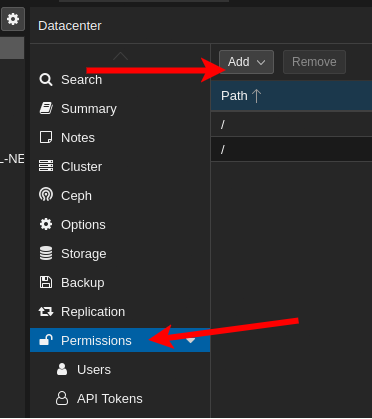 Datacenter
Add
Remove
Search
Path
Summary
/
Notes
/
L-NE
Cluster
Ceph
Options
Storage
Backup
Replication
Permissions
Users
API Tokens